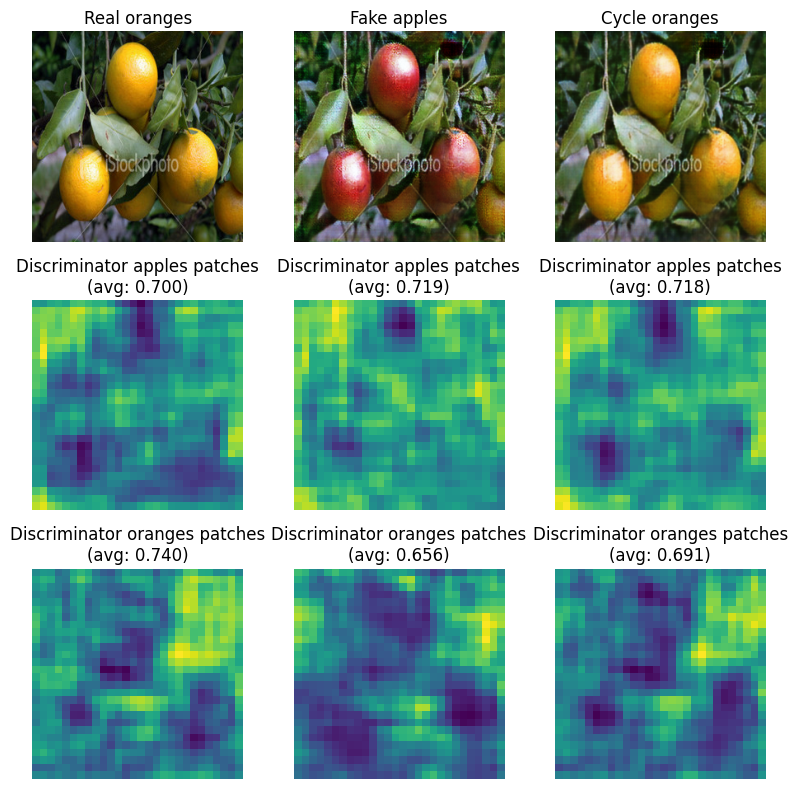 Real oranges
Fake apples
Cycle oranges
iStockphoto
iStockphoto
iStockphoto
Discriminator apples patches
(avg: 0.700)
Discriminator apples patches
(avg: 0.719)
Discriminator apples patches
(avg: 0.718)
Discriminator oranges patches
(avg: 0.740)
Discriminator oranges patches
(avg: 0.656)
Discriminator oranges patches
(avg: 0.691)